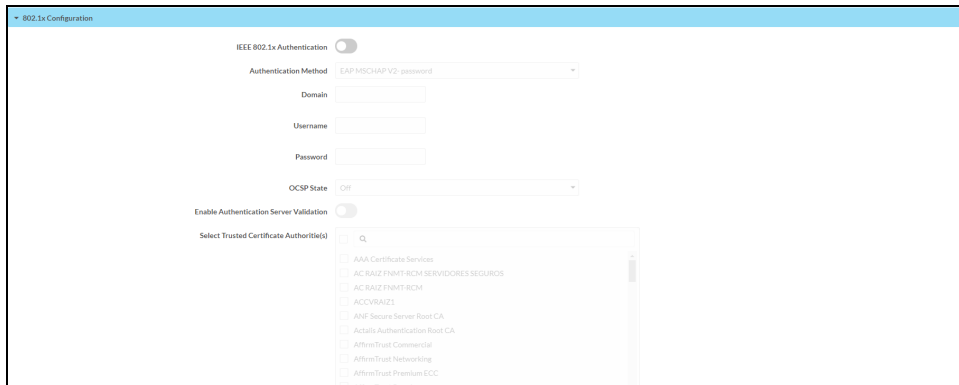 802.1x Configuration
IEEE 802.1x Authentication
Authentication Method EAP MSCHAP V2- password
Domain
Username
Password
OCSP State Off
Enable Authentication Server Validation
Select Trusted Certificate Authoritie(s)
AAA Certificate Services
AC RAIZ FNMT-RCM SERVIDORES SEGUROS
AC RAIZ FNMT-RCM
ACCVRAIZ1
ANF Secure Server Root CA
Actalis Authentication Root CA
AffirmTrust Commercial
AffirmTrust Networking
AffirmTrust Premium ECC